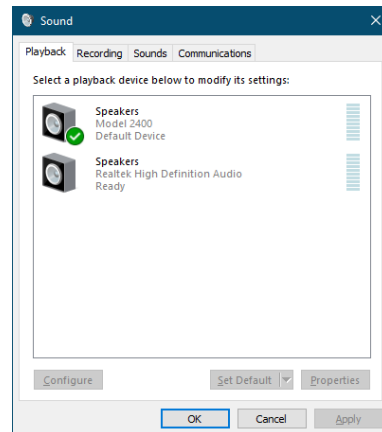 Sound
Playback Recording Sounds Communications
Select a playback device below to modify its settings:
Speakers
Model 2400
Default Device
Speakers
Realtek High Definition Audio
Ready
Configure Set Default Properties
OK Cancel Apply